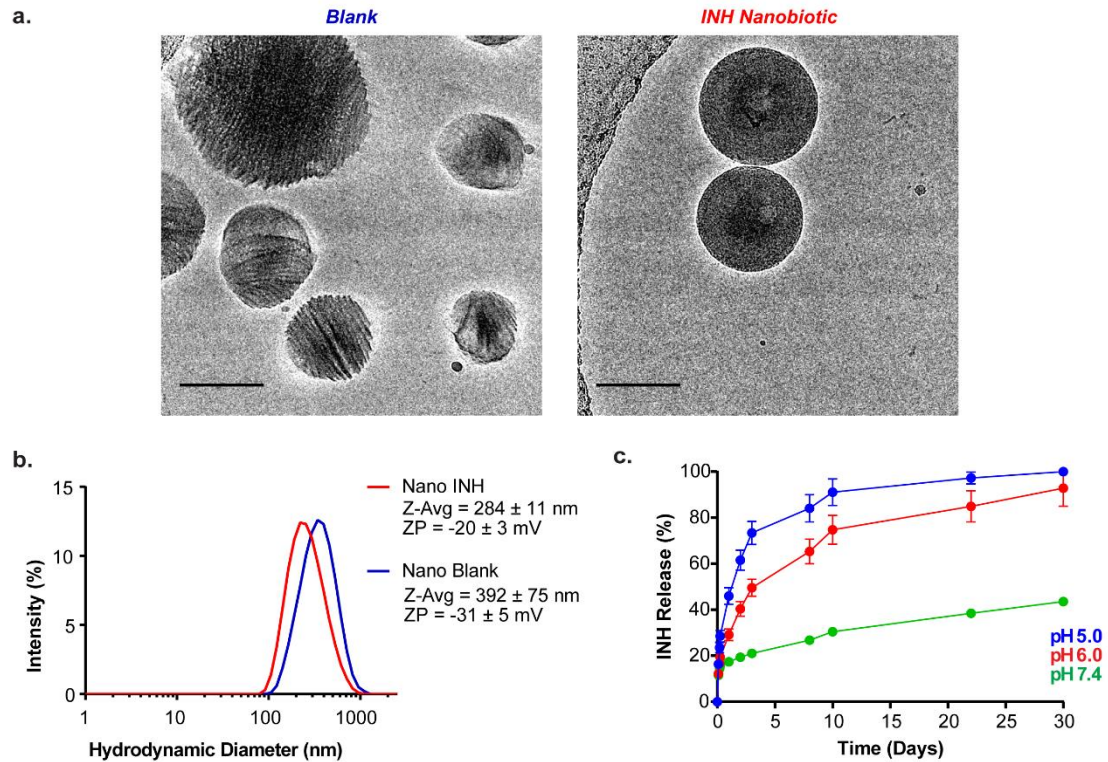 a.
Blank
INH Nanobiotic
b.
15
10
5
0
Intensity (%)
1
10
100
1000
Hydrodynamic Diameter (nm)
Nano INH
Z-Avg = 284 ± 11 nm
ZP = -20 ± 3 mV
Nano Blank
Z-Avg = 392 ± 75 nm
ZP = -31 ± 5 mV
c.
100
80
60
40
20
0
INH Release (%)
0
5
10
15
20
25
30
Time (Days)
pH 5.0
pH 6.0
pH 7.4